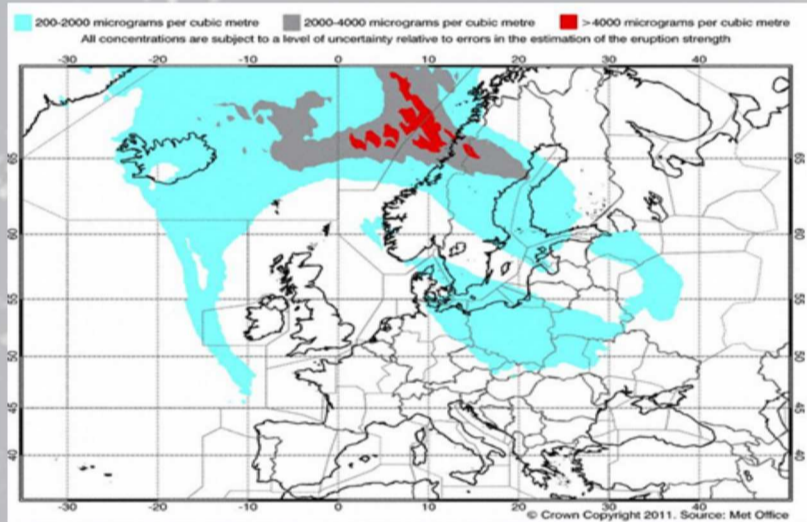 200-2000 micrograms per cubic metre 2000-4000 micrograms per cubic metre >4000 micrograms per cubic metre
All concentrations are subject to a level of uncertainty relative to errors in the estimation of the eruption strength
-30 -20 -10 0 10 20 30 40
65 65
60 60
55 55
50 50
45 45
40 40
-30 -20 -10 0 10 20 30 40
© Crown Copyright 2011. Source: Met Office